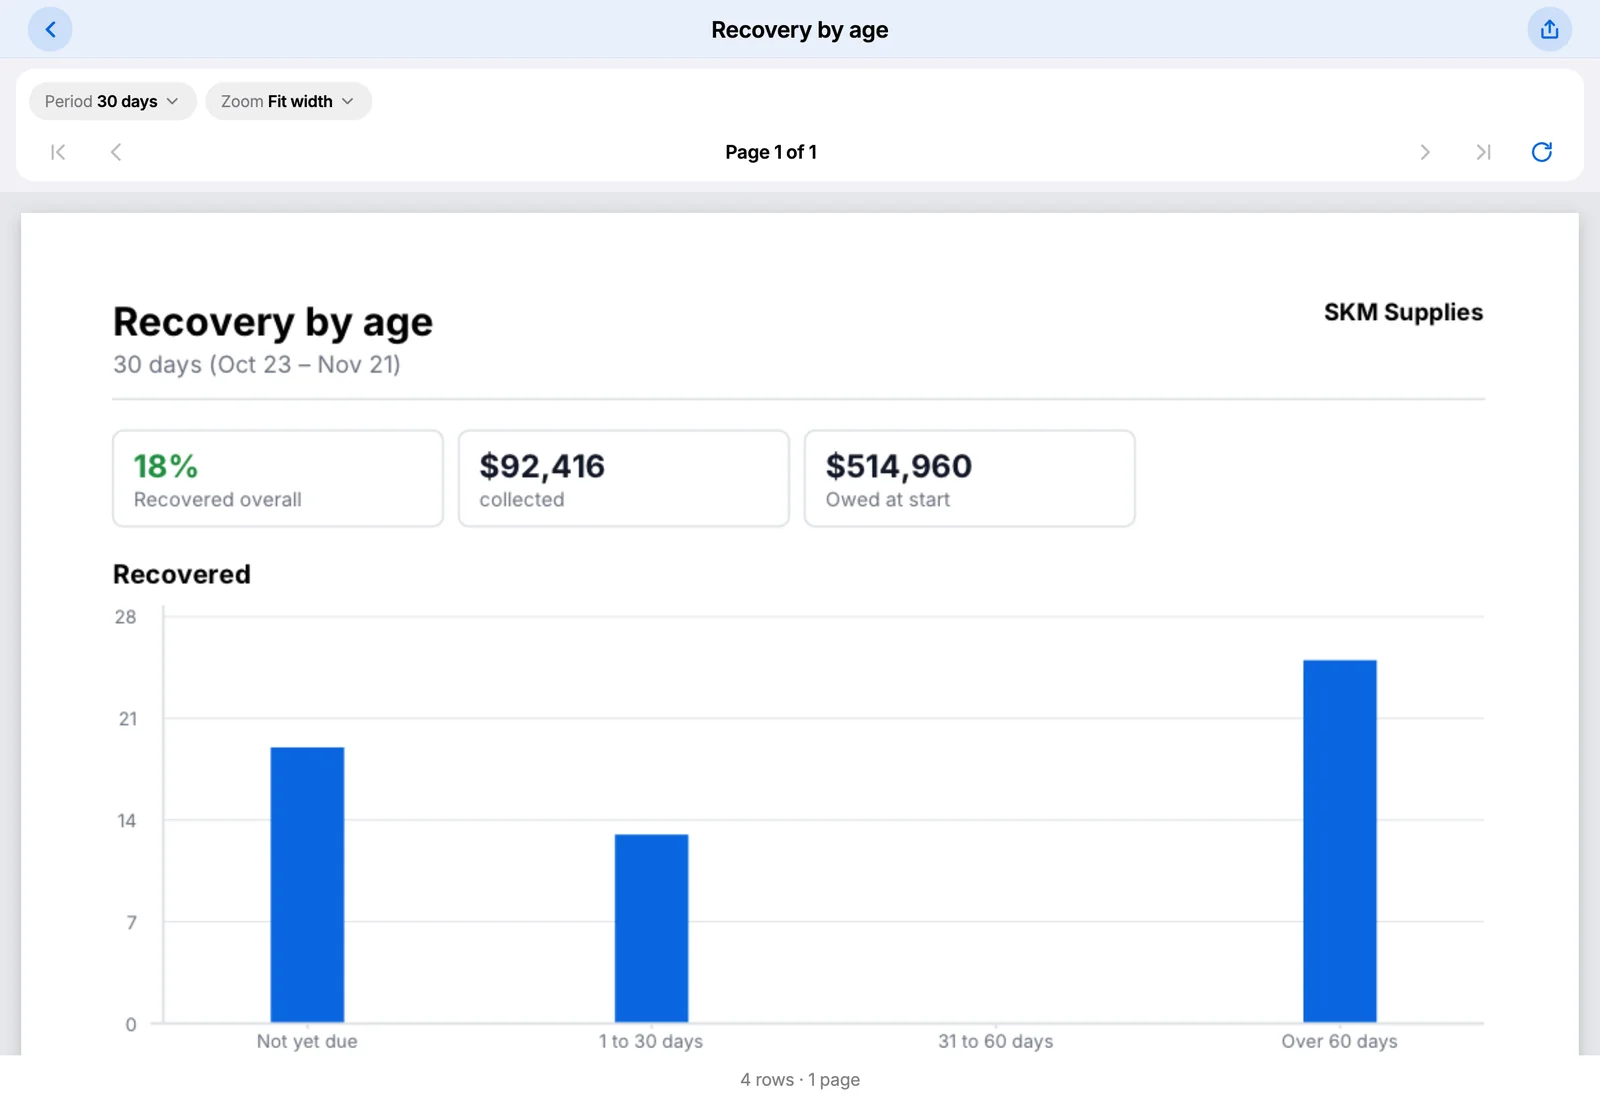 Recovery by age
Period 30 days
Zoom Fit width
Page 1 of 1
Recovery by age
SKM Supplies
30 days (Oct 23 – Nov 21)
18%
Recovered overall
$92,416
collected
$514,960
Owed at start
Recovered
28
21
14
7
0
Not yet due
1 to 30 days
31 to 60 days
Over 60 days
4 rows · 1 page